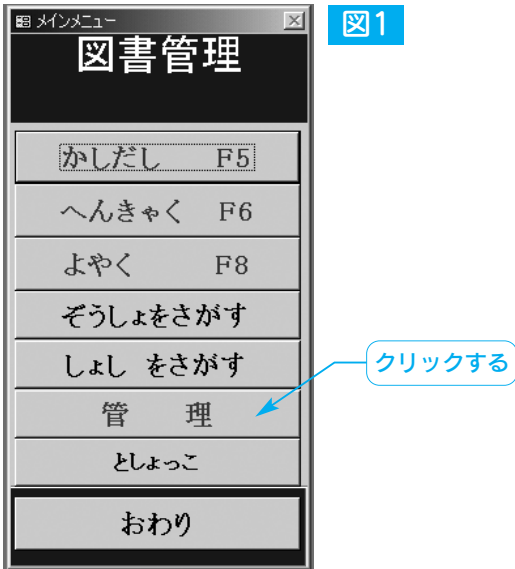 メインメニュー
図1
図書管理
かしだし F5
へんきゃく F6
よやく F8
ぞうしょをさがす
しょし をさがす
クリックする
管 理
としょっこ
おわり